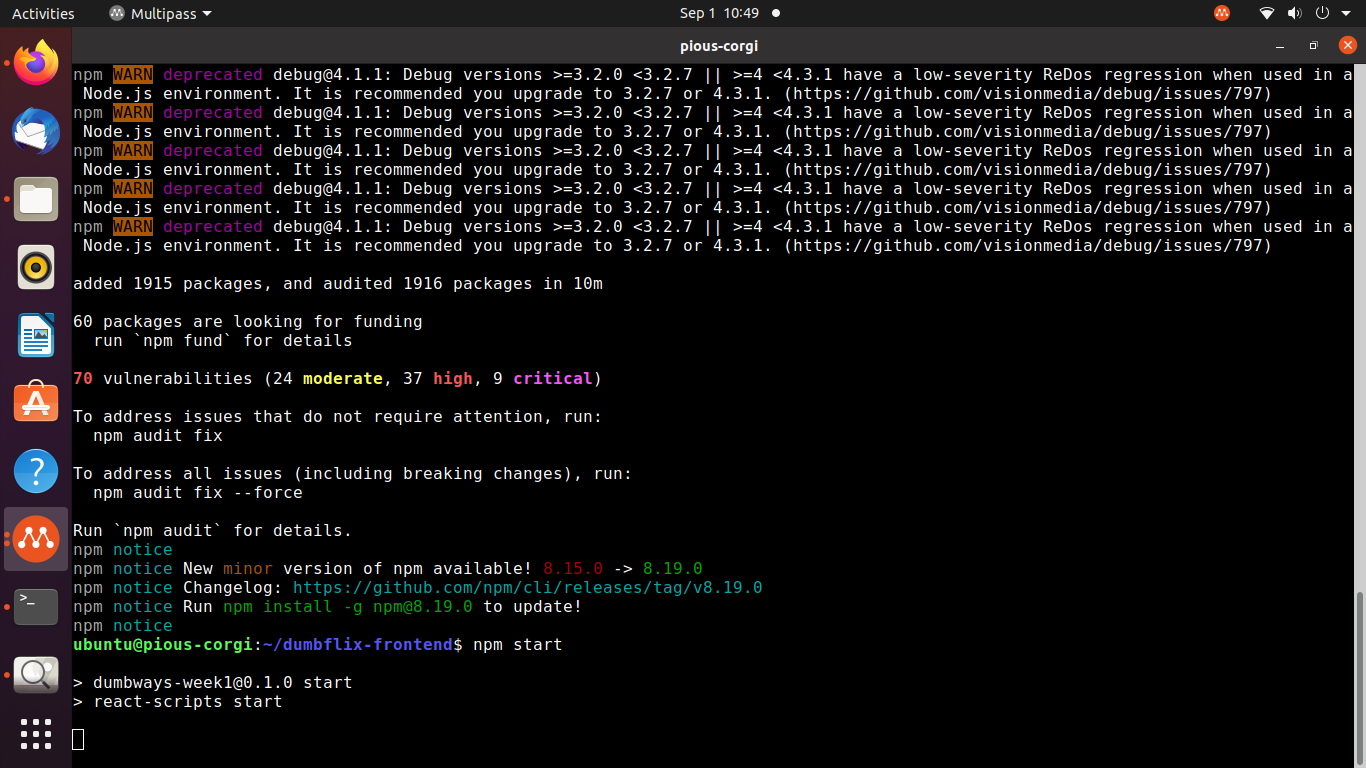 Activities Multipass Sep 1 10:49
pious-corgi
npm WARN deprecated debug@4.1.1: Debug versions >=3.2.0 <3.2.7 || >=4 <4.3.1 have a low-severity ReDos regression when used in a
Node.js environment. It is recommended you upgrade to 3.2.7 or 4.3.1. (https://github.com/visionmedia/debug/issues/797)
npm WARN deprecated debug@4.1.1: Debug versions >=3.2.0 <3.2.7 || >=4 <4.3.1 have a low-severity ReDos regression when used in a
Node.js environment. It is recommended you upgrade to 3.2.7 or 4.3.1. (https://github.com/visionmedia/debug/issues/797)
npm WARN deprecated debug@4.1.1: Debug versions >=3.2.0 <3.2.7 || >=4 <4.3.1 have a low-severity ReDos regression when used in a
Node.js environment. It is recommended you upgrade to 3.2.7 or 4.3.1. (https://github.com/visionmedia/debug/issues/797)
npm WARN deprecated debug@4.1.1: Debug versions >=3.2.0 <3.2.7 || >=4 <4.3.1 have a low-severity ReDos regression when used in a
Node.js environment. It is recommended you upgrade to 3.2.7 or 4.3.1. (https://github.com/visionmedia/debug/issues/797)
npm WARN deprecated debug@4.1.1: Debug versions >=3.2.0 <3.2.7 || >=4 <4.3.1 have a low-severity ReDos regression when used in a
Node.js environment. It is recommended you upgrade to 3.2.7 or 4.3.1. (https://github.com/visionmedia/debug/issues/797)
added 1915 packages, and audited 1916 packages in 10m
60 packages are looking for funding
run `npm fund` for details
70 vulnerabilities (24 moderate, 37 high, 9 critical)
To address issues that do not require attention, run:
npm audit fix
To address all issues (including breaking changes), run:
npm audit fix --force
Run `npm audit` for details.
npm notice
npm notice New minor version of npm available! 8.15.0 -> 8.19.0
npm notice Changelog: https://github.com/npm/cli/releases/tag/v8.19.0
npm notice Run npm install -g npm@8.19.0 to update!
npm notice
ubuntu@pious-corgi:~/dumbflix-frontend$ npm start
> dumbways-week1@0.1.0 start
> react-scripts start